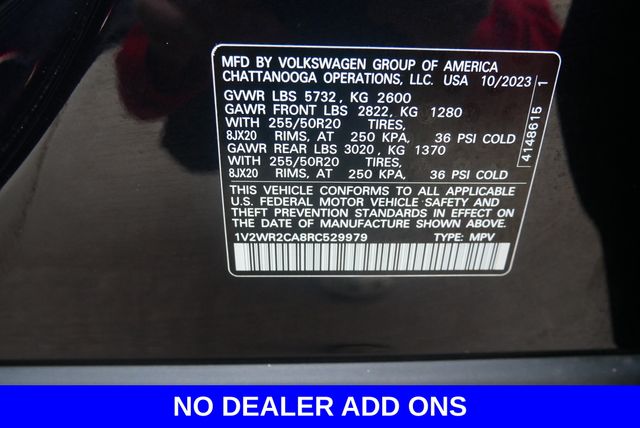 MFD BY VOLKSWAGEN GROUP OF AMERICA
CHATTANOOGA OPERATIONS, LLC. USA 10/2023
GVWR LBS 5732, KG 2600
GAWR FRONT LBS 2822, KG 1280
WITH 255/50R20 TIRES,
8JX20 RIMS, AT 250 KPA, 36 PSI COLD
GAWR REAR LBS 3020, KG 1370
WITH 255/50R20 TIRES,
8JX20 RIMS, AT 250 KPA, 36 PSI COLD
THIS VEHICLE CONFORMS TO ALL APPLICABLE
U.S. FEDERAL MOTOR VEHICLE SAFETY AND
THEFT PREVENTION STANDARDS IN EFFECT ON
THE DATE OF MANUFACTURE SHOWN ABOVE.
1V2WR2CA8RC529979 TYPE: MPV
4148615 1
NO DEALER ADD ONS